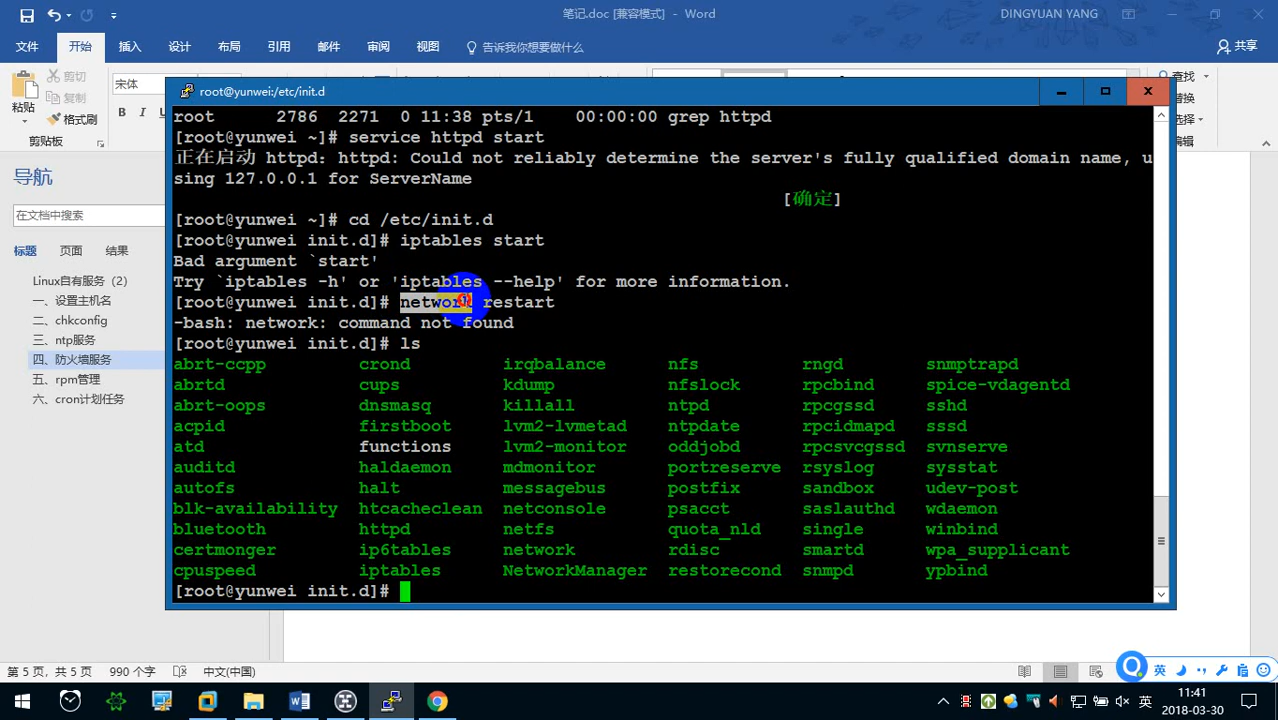 笔记.doc [兼容模式] - Word
DINGYUAN YANG
文件 开始 插入 设计 布局 引用 邮件 审阅 视图 告诉我你想要做什么 共享
粘贴
剪切
复制
格式刷
剪贴板
宋体
B I U
查找
替换
选择
编辑
导航
在文档中搜索
标题 页面 结果
Linux自有服务（2）
一、设置主机名
二、chkconfig
三、ntp服务
四、防火墙服务
五、rpm管理
六、cron计划任务
root@yunwei:/etc/init.d
root 2786 2271 0 11:38 pts/1 00:00:00 grep httpd
[root@yunwei ~]# service httpd start
正在启动 httpd: httpd: Could not reliably determine the server's fully qualified domain name, u
sing 127.0.0.1 for ServerName
[确定]
[root@yunwei ~]# cd /etc/init.d
[root@yunwei init.d]# iptables start
Bad argument `start'
Try `iptables -h' or 'iptables --help' for more information.
[root@yunwei init.d]# network restart
-bash: network: command not found
[root@yunwei init.d]# ls
abrt-ccpp crond irqbalance nfs rngd snmptrapd
abrtd cups kdump nfslock rpcbind spice-vdagentd
abrt-oops dnsmasq killall ntpd rpcgssd sshd
acpid firstboot lvm2-lvmetad ntpdate rpcidmapd sssd
atd functions lvm2-monitor oddjobd rpcsvcgssd svnserve
auditd haldaemon mdmonitor portreserve rsyslog sysstat
autofs halt messagebus postfix sandbox udev-post
blk-availability htcacheclean netconsole psacct saslauthd wdaemon
bluetooth httpd netfs quota_nld single winbind
certmonger ip6tables network rdisc smartd wpa_supplicant
cpuspeed iptables NetworkManager restorecond snmpd ypbind
[root@yunwei init.d]#
第 5 页，共 5 页 990 个字 中文(中国)
英
英
11:41
2018-03-30